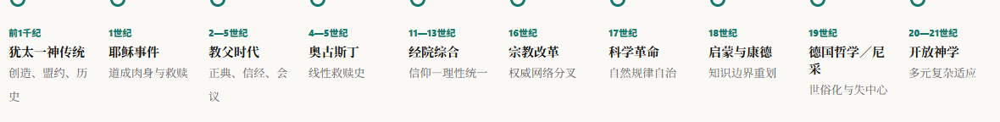 前1千纪
犹太一神传统
创造、盟约、历
史
1世纪
耶稣事件
道成肉身与救赎
2—5世纪
教父时代
正典、信经、会
议
4—5世纪
奥古斯丁
线性救赎史
11—13世纪
经院综合
信仰—理性统一
16世纪
宗教改革
权威网络分叉
17世纪
科学革命
自然规律自治
18世纪
启蒙与康德
知识边界重划
19世纪
德国哲学／尼
采
世俗化与失中心
20—21世纪
开放神学
多元复杂适应